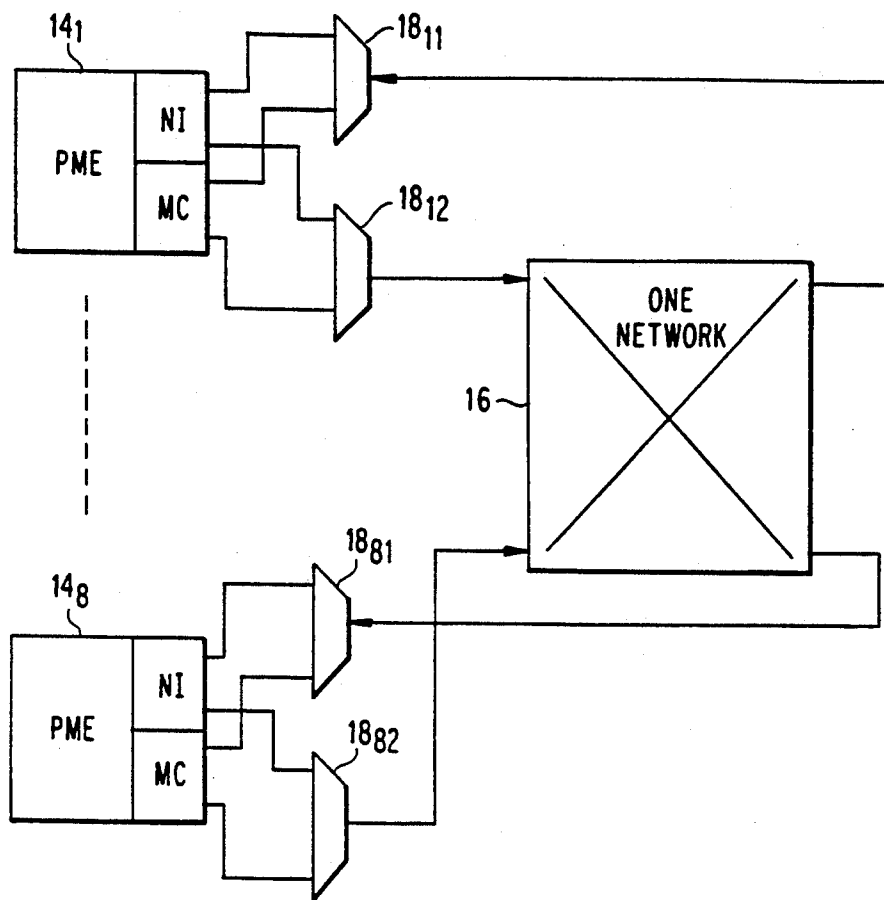 14₁
18₁₁
NI
PME
MC
18₁₂
ONE
NETWORK
16
18₈₁
14₈
NI
PME
18₈₂
MC